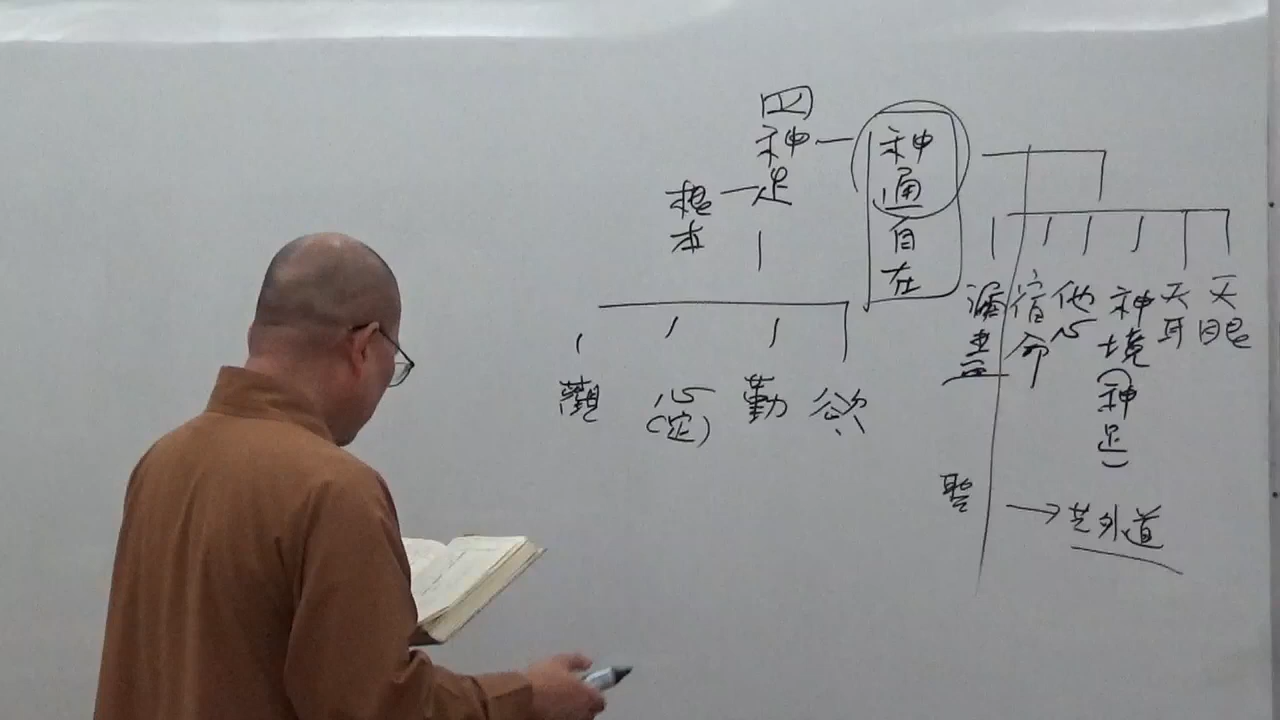 四神足
根本
神通自在
天眼
天耳
神境(神足)
他心
宿命
漏盡
欲
勤
心(定)
觀
聖
→共外道